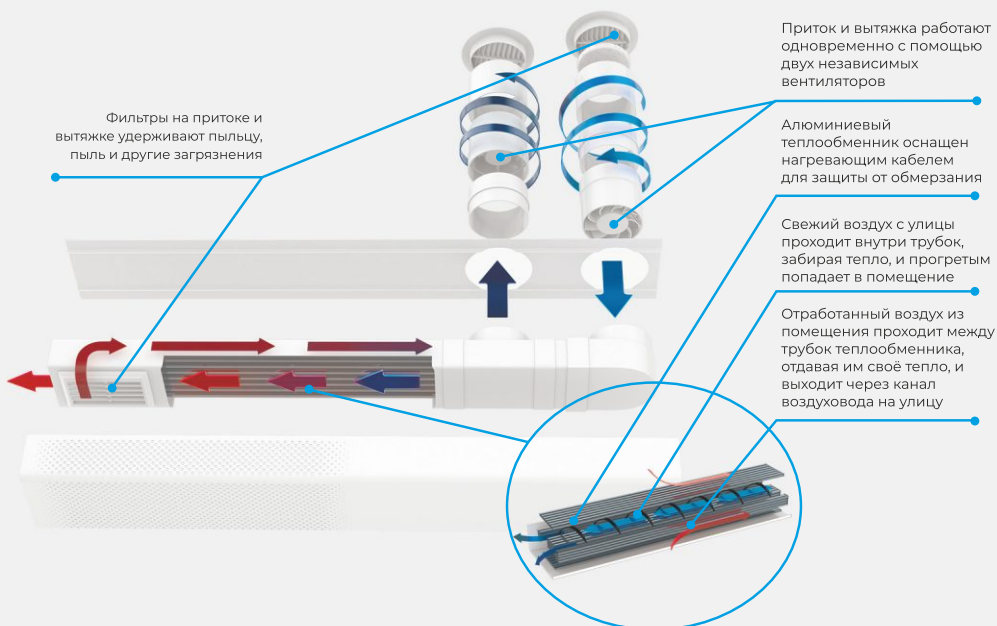 Фильтры на притоке и
вытяжке удерживают пыльцу,
пыль и другие загрязнения
Приток и вытяжка работают
одновременно с помощью
двух независимых
вентиляторов
Алюминиевый
теплообменник оснащен
нагревающим кабелем
для защиты от обмерзания
Свежий воздух с улицы
проходит внутри трубок,
забирая тепло, и прогретым
попадает в помещение
Отработанный воздух из
помещения проходит между
трубок теплообменника,
отдавая им своё тепло, и
выходит через канал
воздуховода на улицу